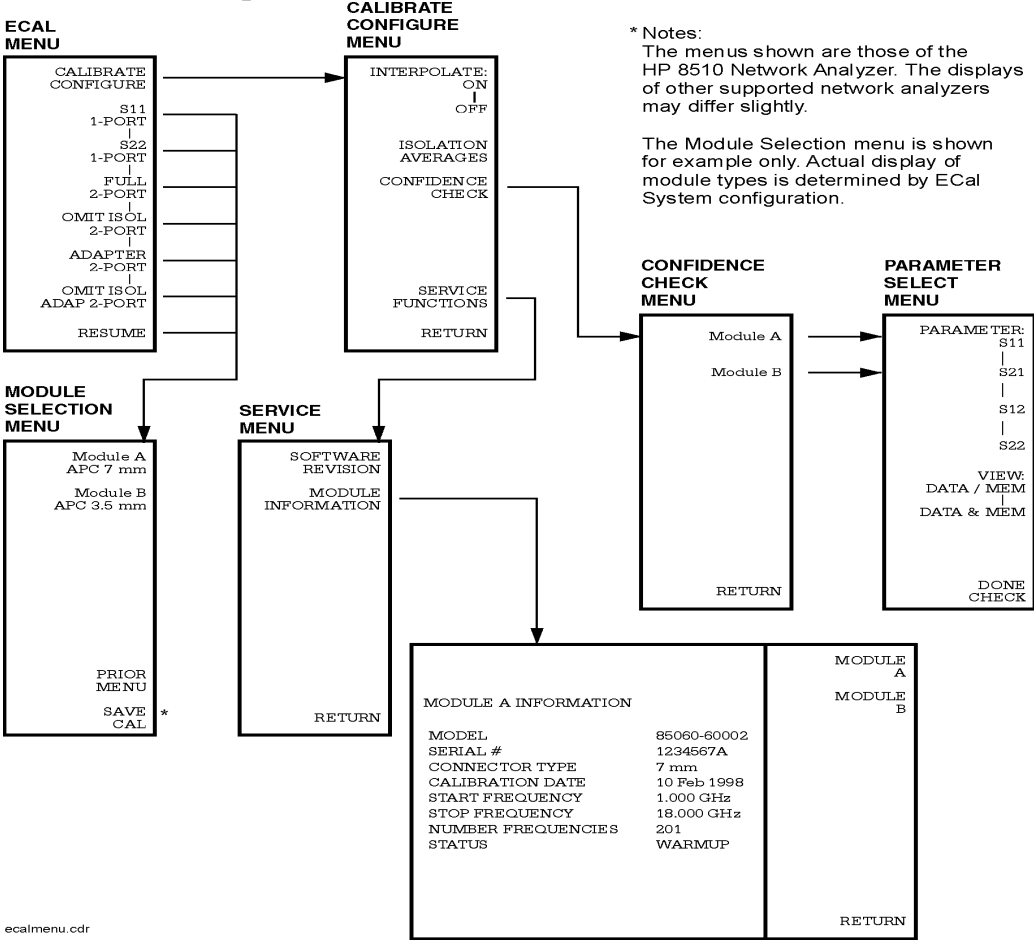 ECAL
MENU
CALIBRATE
CONFIGURE
S11
1-PORT
S22
1-PORT
FULL
2-PORT
OMIT ISOL
2-PORT
ADAPTER
2-PORT
OMIT ISOL
ADAP 2-PORT
RESUME
CALIBRATE
CONFIGURE
MENU
INTERPOLATE:
ON
OFF
ISOLATION
AVERAGES
CONFIDENCE
CHECK
SERVICE
FUNCTIONS
RETURN
* Notes:
The menus shown are those of the
HP 8510 Network Analyzer. The displays
of other supported network analyzers
may differ slightly.
The Module Selection menu is shown
for example only. Actual display of
module types is determined by ECal
System configuration.
CONFIDENCE
CHECK
MENU
Module A
Module B
RETURN
PARAMETER
SELECT
MENU
PARAMETER:
S11
S21
S12
S22
VIEW:
DATA / MEM
DATA & MEM
DONE
CHECK
MODULE
SELECTION
MENU
Module A
APC 7 mm
Module B
APC 3.5 mm
PRIOR
MENU
SAVE
CAL *
SERVICE
MENU
SOFTWARE
REVISION
MODULE
INFORMATION
RETURN
MODULE A INFORMATION
MODEL 85060-60002
SERIAL # 1234567A
CONNECTOR TYPE 7 mm
CALIBRATION DATE 10 Feb 1998
START FREQUENCY 1.000 GHz
STOP FREQUENCY 18.000 GHz
NUMBER FREQUENCIES 201
STATUS WARMUP
MODULE
A
MODULE
B
RETURN
ecalmenu.cdr